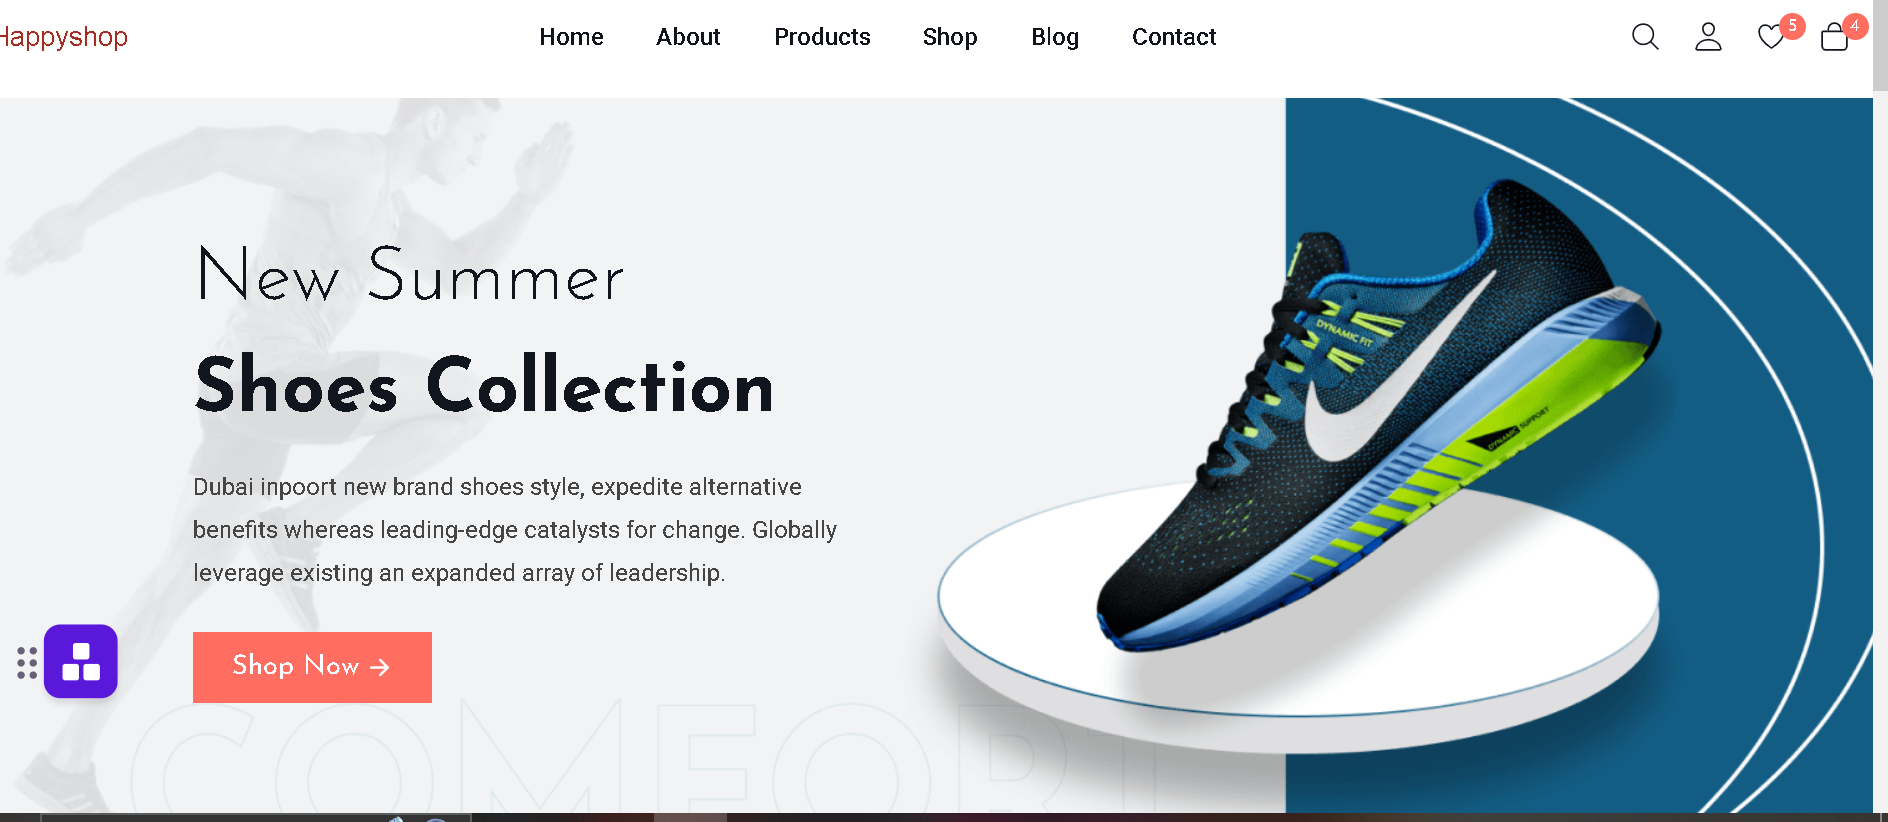 Happyshop
Home About Products Shop Blog Contact
5 4
New Summer
Shoes Collection
DYNAMIC FIT
DYNAMIC SUPPORT
Dubai inpoort new brand shoes style, expedite alternative
benefits whereas leading-edge catalysts for change. Globally
leverage existing an expanded array of leadership.
Shop Now →
COMFORT